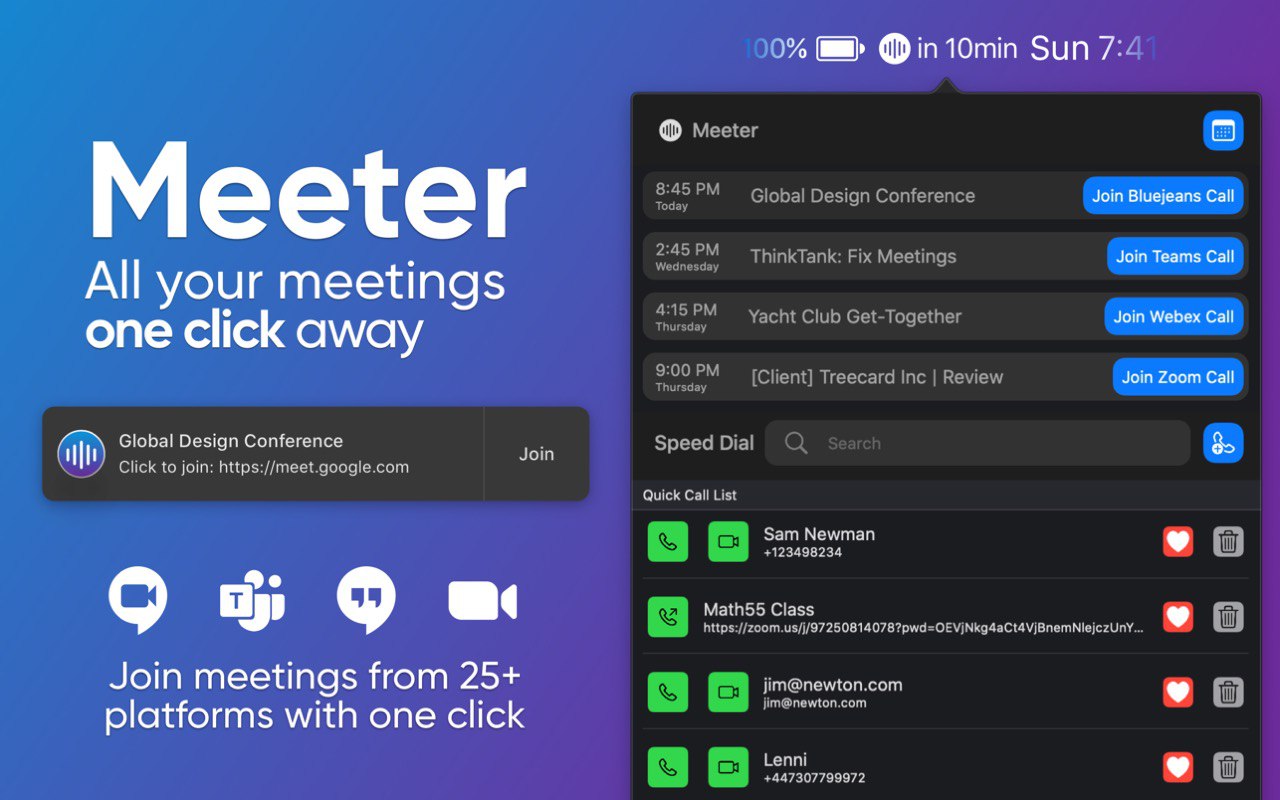 100% in 10min Sun 7:41
Meeter
All your meetings
one click away
Global Design Conference
Click to join: https://meet.google.com
Join
T
Join meetings from 25+
platforms with one click
Meeter
8:45 PM
Today
Global Design Conference
Join Bluejeans Call
2:45 PM
Wednesday
ThinkTank: Fix Meetings
Join Teams Call
4:15 PM
Thursday
Yacht Club Get-Together
Join Webex Call
9:00 PM
Thursday
[Client] Treecard Inc | Review
Join Zoom Call
Speed Dial
Search
Quick Call List
Sam Newman
+123498234
Math55 Class
https://zoom.us/j/97250814078?pwd=OEVjNkg4aCt4VjBnemNlejczUnY...
jim@newton.com
jim@newton.com
Lenni
+447307799972